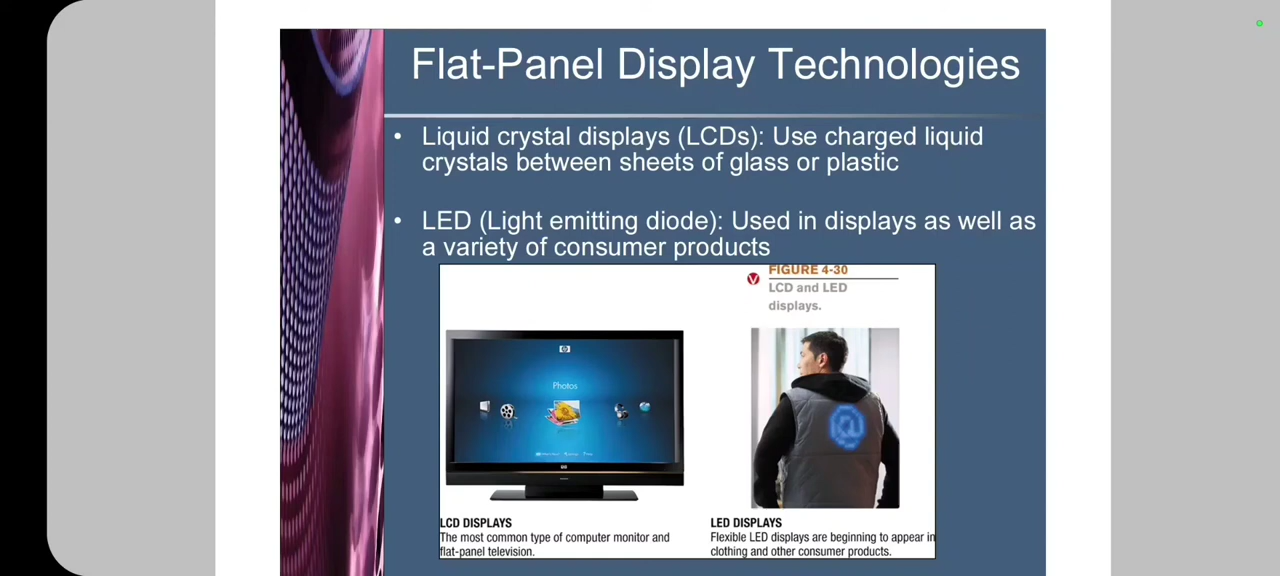 Flat-Panel Display Technologies
• Liquid crystal displays (LCDs): Use charged liquid
crystals between sheets of glass or plastic
• LED (Light emitting diode): Used in displays as well as
a variety of consumer products
FIGURE 4-30
LCD and LED
displays.
hp
Photos
@
LCD DISPLAYS
The most common type of computer monitor and
flat-panel television.
LED DISPLAYS
Flexible LED displays are beginning to appear in
clothing and other consumer products.